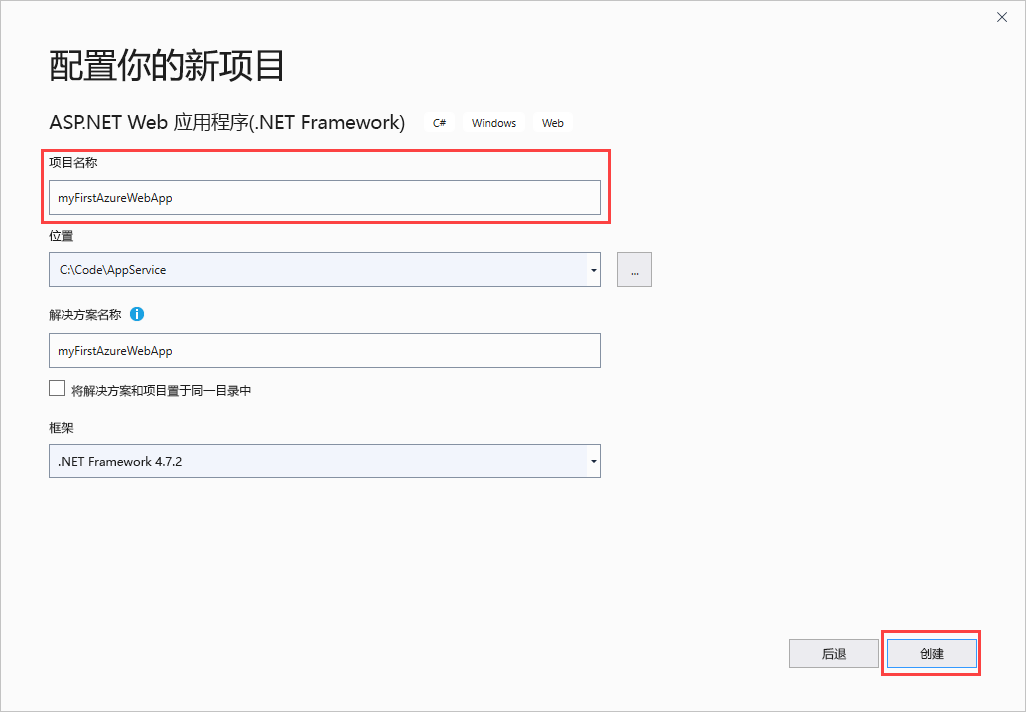 配置你的新项目
ASP.NET Web 应用程序(.NET Framework) C# Windows Web
项目名称
myFirstAzureWebApp
位置
C:\Code\AppService
...
解决方案名称
myFirstAzureWebApp
将解决方案和项目置于同一目录中
框架
.NET Framework 4.7.2
后退 创建